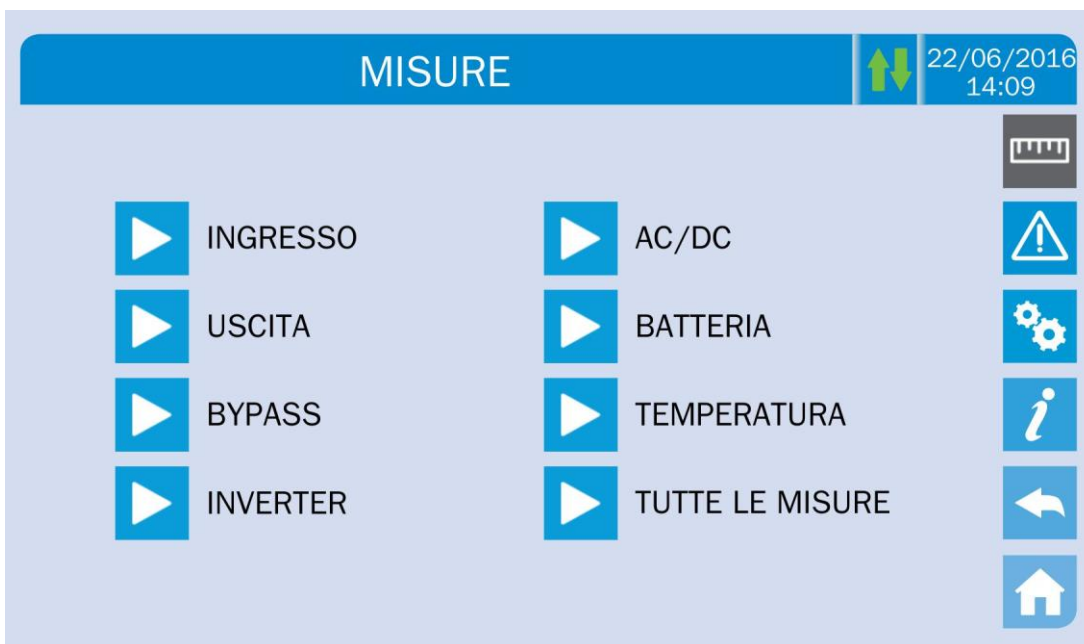 MISURE
22/06/2016
14:09
INGRESSO
AC/DC
USCITA
BATTERIA
BYPASS
TEMPERATURA
INVERTER
TUTTE LE MISURE